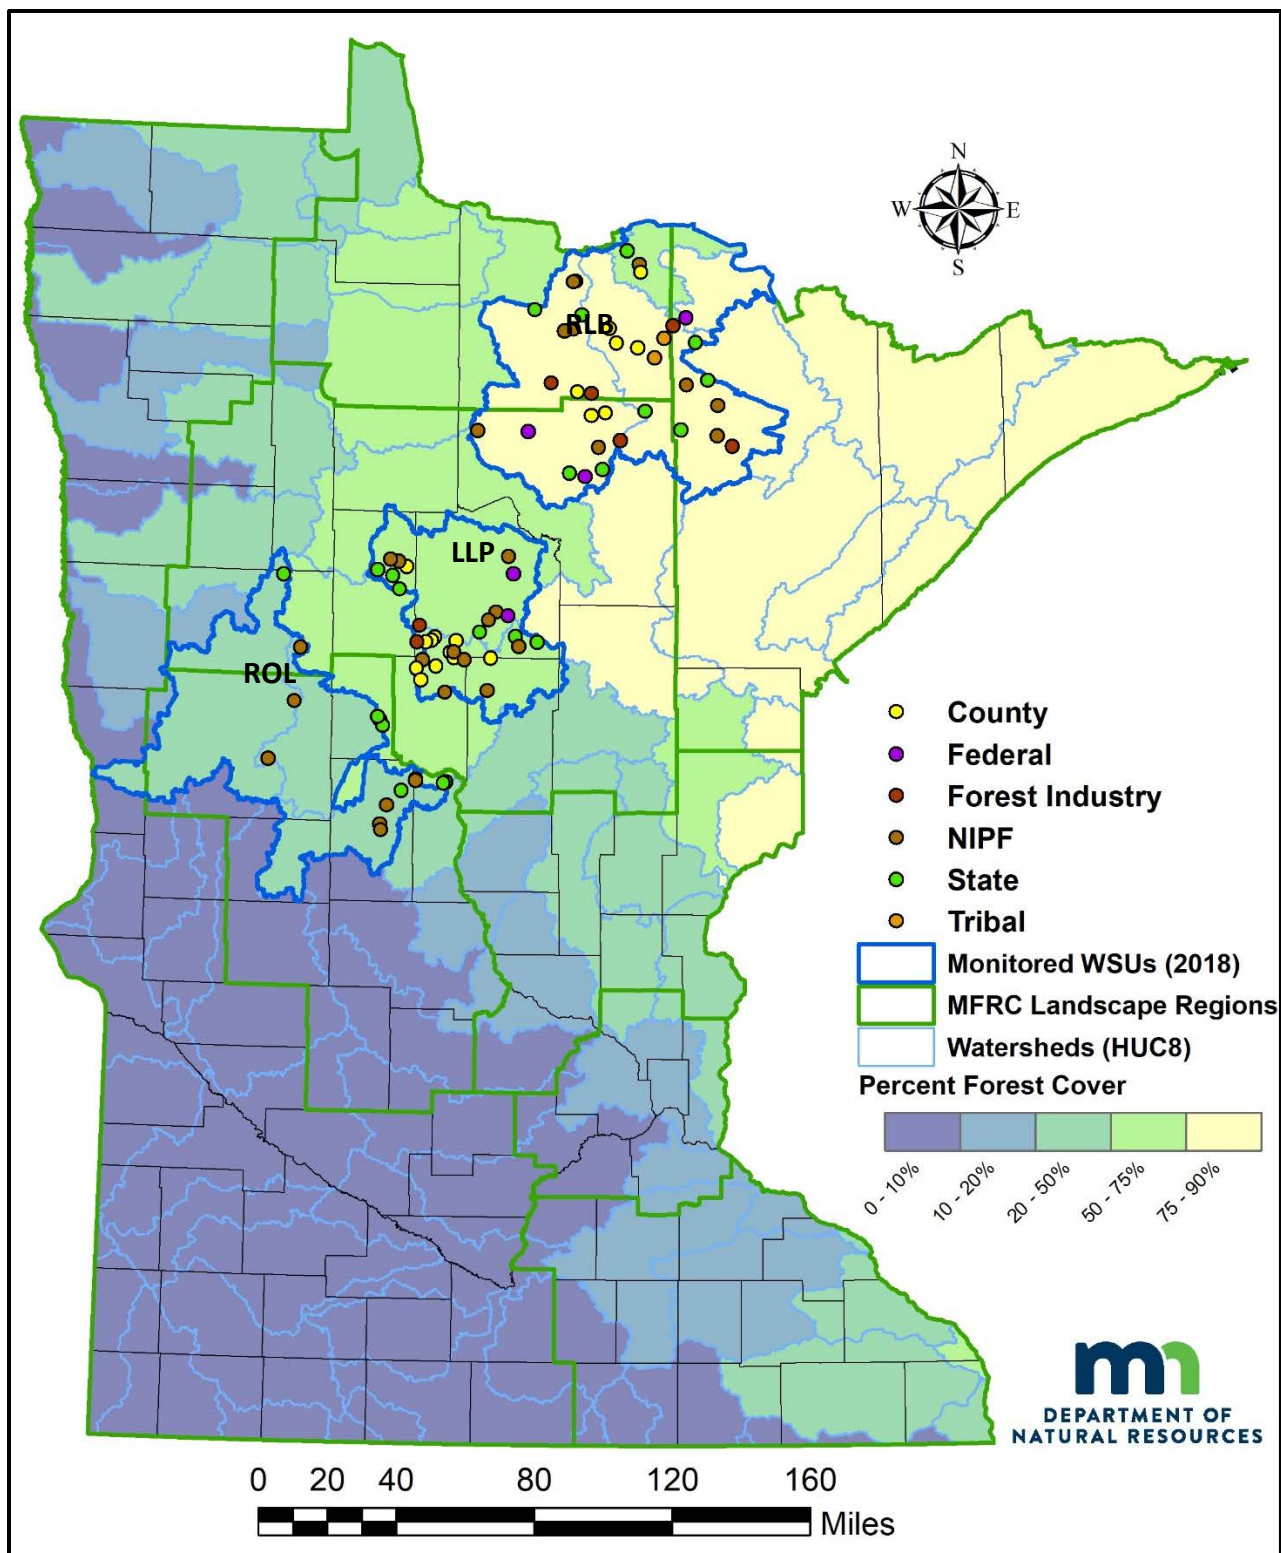 N
W E
S
RLB
LLP
ROL
County
Federal
Forest Industry
NIPF
State
Tribal
Monitored WSUs (2018)
MFRC Landscape Regions
Watersheds (HUC8)
Percent Forest Cover
0 - 10%
10 - 20%
20 - 50%
50 - 75%
75 - 90%
mn
DEPARTMENT OF
NATURAL RESOURCES
0 20 40 80 120 160
Miles